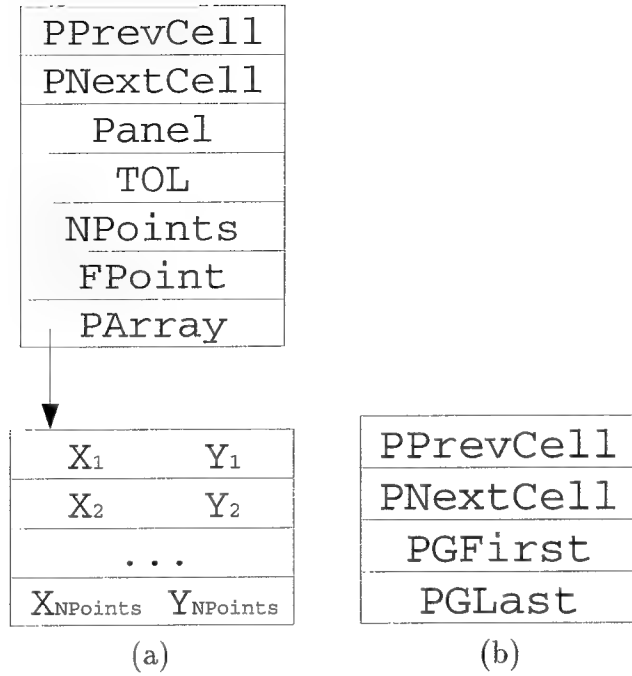 PPrevCell
PNextCell
Panel
TOL
NPoints
FPoint
PArray
X1 Y1
X2 Y2
...
XNPoints YNPoints
(a)
PPrevCell
PNextCell
PGFirst
PGLast
(b)